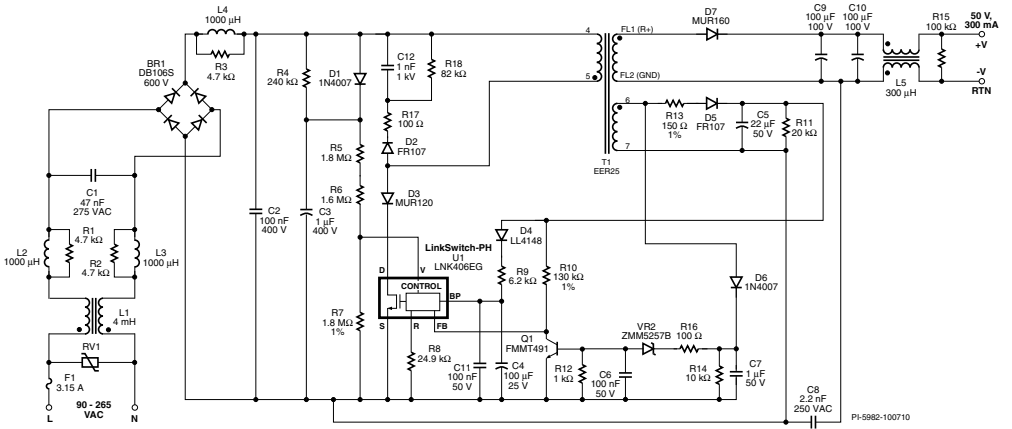 L4
1000 µH
R3
4.7 kΩ
BR1
DB106S
600 V
C1
47 nF
275 VAC
L2
1000 µH
R1
4.7 kΩ
R2
4.7 kΩ
L3
1000 µH
L1
4 mH
RV1
F1
3.15 A
90 - 265
VAC
L
N
C2
100 nF
400 V
R4
240 kΩ
C3
1 µF
400 V
D1
1N4007
R5
1.8 MΩ
R6
1.6 MΩ
R7
1.8 MΩ
1%
C12
1 nF
1 kV
R18
82 kΩ
R17
100 Ω
D2
FR107
D3
MUR120
LinkSwitch-PH
U1
LNK406EG
D
V
CONTROL
BP
S
R
FB
R8
24.9 kΩ
C11
100 nF
50 V
C4
100 µF
25 V
D4
LL4148
R9
6.2 kΩ
R10
130 kΩ
1%
Q1
FMMT491
R12
1 kΩ
C6
100 nF
50 V
VR2
ZMM5257B
R16
100 Ω
R14
10 kΩ
C7
1 µF
50 V
D6
1N4007
4
5
FL1 (R+)
FL2 (GND)
6
7
T1
EER25
D7
MUR160
R13
150 Ω
1%
D5
FR107
C5
22 µF
50 V
R11
20 kΩ
C9
100 µF
100 V
C10
100 µF
100 V
L5
300 µH
R15
100 kΩ
50 V,
300 mA
+V
-V
RTN
C8
2.2 nF
250 VAC
PI-5982-100710